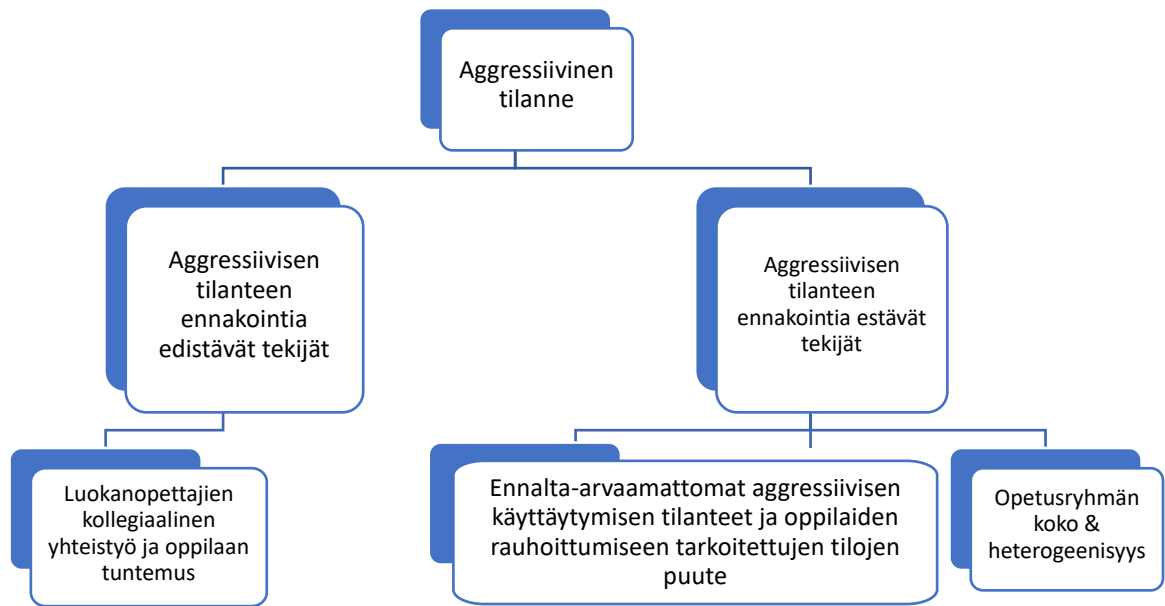 Aggressiivinen
tilanne
Aggressiivisen
tilanteen
ennakointia
edistävät tekijät
Aggressiivisen
tilanteen
ennakointia estävät
tekijät
Luokanopettajien
kollegiaalinen
yhteistyö ja oppilaan
tuntemus
Ennalta-arvaamattomat aggressiivisen
käyttäytymisen tilanteet ja oppilaiden
rauhoittumiseen tarkoitettujen tilojen
puute
Opetusryhmän
koko &
heterogeenisyys